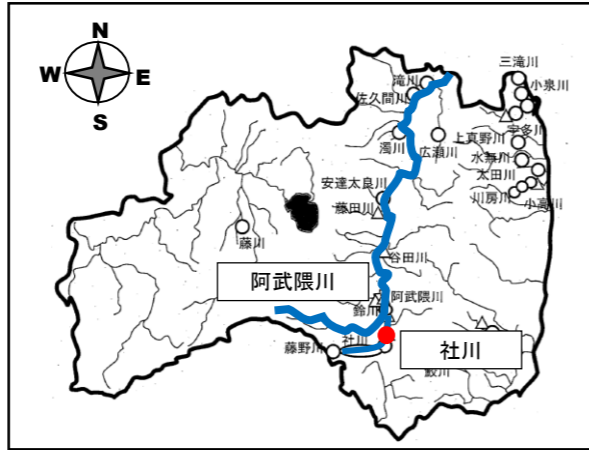 N
W
E
S
三滝川
小泉川
滝川
佐久間川
宇多川
濁川
広瀬川
上真野川
水無川
太田川
安達太良川
藤田川
川房川
小高川
藤川
谷田川
阿武隈川
阿武隈川
鈴川
社川
藤野川
社川
鮫川